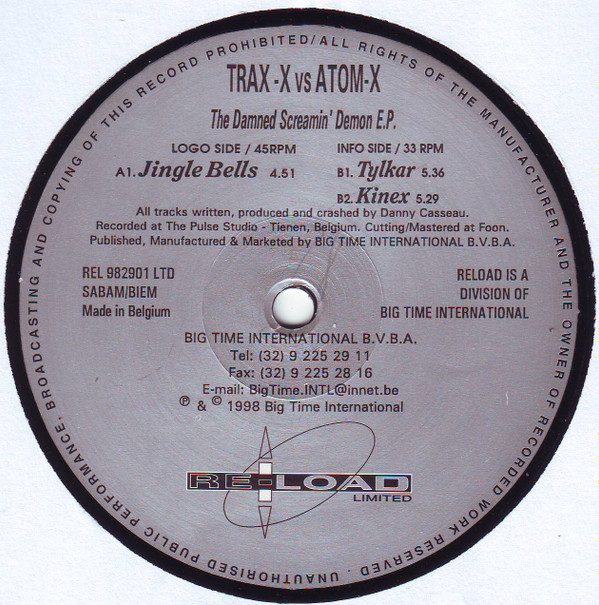 BROADCASTING AND COPYING OF THIS RECORD PROHIBITED/ALL RIGHTS OF THE MANUFACTURER AND THE OWNER OF RECORDED WORK RESERVED . UNAUTHORISED PUBLIC PERFORMANCE.
TRAX-X vs ATOM-X
The Damned Screamin' Demon E.P.
LOGO SIDE / 45RPM
A1. Jingle Bells 4.51
INFO SIDE / 33 RPM
B1. Tylkar 5.36
B2. Kinex 5.29
All tracks written, produced and crashed by Danny Casseau.
Recorded at The Pulse Studio - Tienen, Belgium. Cutting/Mastered at Foon.
Published, Manufactured & Marketed by BIG TIME INTERNATIONAL B.V.B.A.
REL 982901 LTD
SABAM/BIEM
Made in Belgium
RELOAD IS A
DIVISION OF
BIG TIME INTERNATIONAL
BIG TIME INTERNATIONAL B.V.B.A.
Tel: (32) 9 225 29 11
Fax: (32) 9 225 28 16
E-mail: BigTime.INTL@innet.be
℗ & © 1998 Big Time International
RE-LOAD
LIMITED